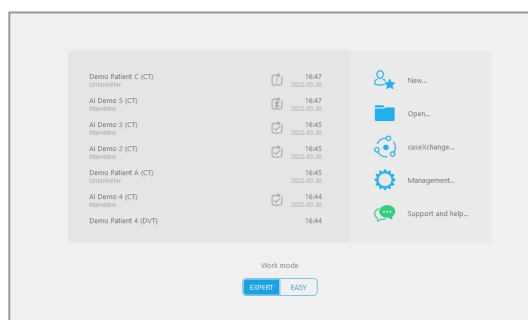 Demo Patient C (CT)
16:47
Unterkiefer
2022-03-30
AI Demo 5 (CT)
16:47
Mandible
2022-03-30
AI Demo 3 (CT)
16:45
Mandible
2022-03-30
AI Demo 2 (CT)
16:45
Mandible
2022-03-30
Demo Patient A (CT)
16:45
Unterkiefer
2022-03-30
AI Demo 4 (CT)
16:44
Mandible
2022-03-30
Demo Patient 4 (DVT)
16:44
New...
Open...
caseXchange...
Management...
Support and help...
Work mode
EXPERT
EASY